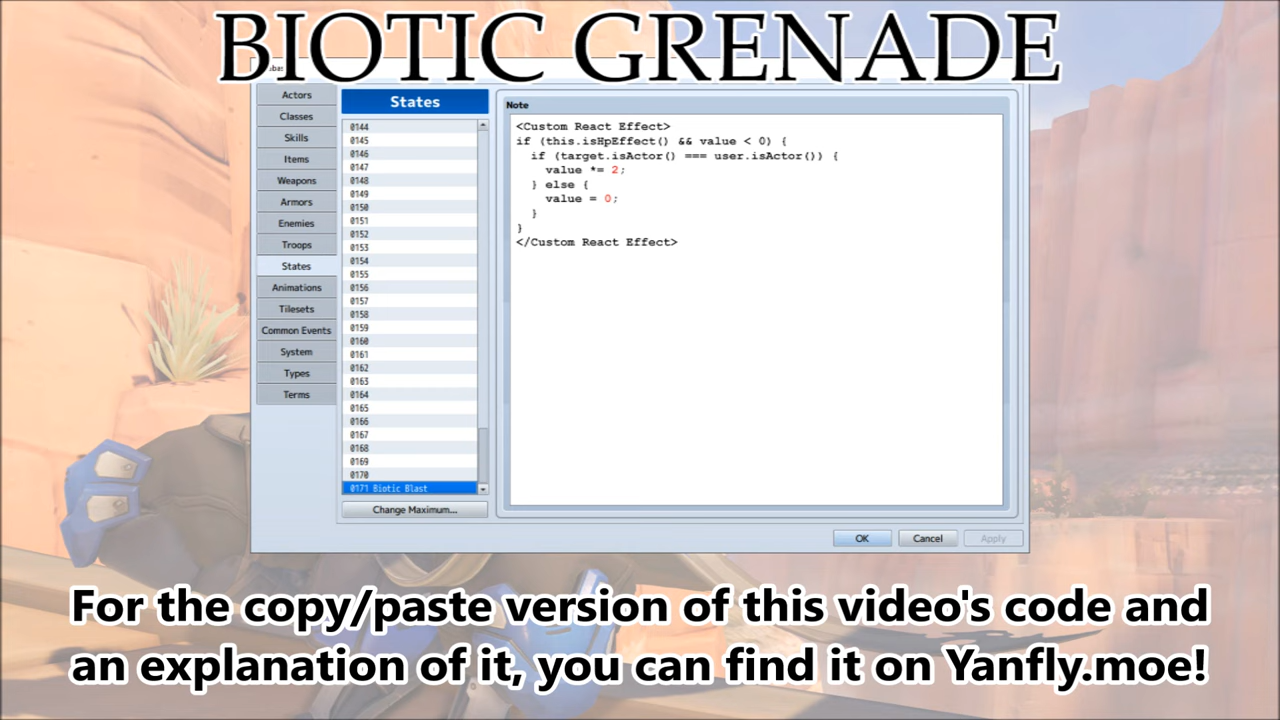 BIOTIC GRENADE
Actors
Classes
Skills
Items
Weapons
Armors
Enemies
Troops
States
Animations
Tilesets
Common Events
System
Types
Terms
States
0144
0145
0146
0147
0148
0149
0150
0151
0152
0153
0154
0155
0156
0157
0158
0159
0160
0161
0162
0163
0164
0165
0166
0167
0168
0169
0170
0171 Biotic Blast
Change Maximum...
Note
<Custom React Effect>
if (this.isHpEffect() && value < 0) {
  if (target.isActor() === user.isActor()) {
    value *= 2;
  } else {
    value = 0;
  }
}
</Custom React Effect>
OK
Cancel
Apply
For the copy/paste version of this video's code and
an explanation of it, you can find it on Yanfly.moe!